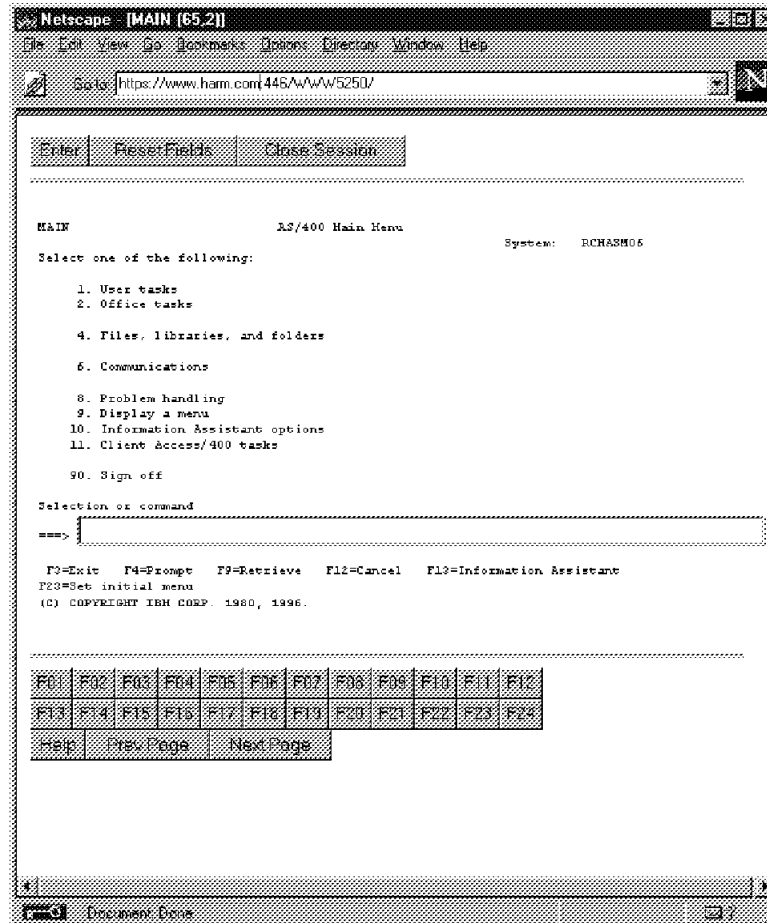 Netscape - [MAIN (65,2)]
File Edit View Go Bookmarks Options Directory Window Help
Go to: https://www.harm.com:446/WWW5250/
N
Enter Reset Fields Close Session
MAIN AS/400 Main Menu
System: RCHASM06
Select one of the following:
1. User tasks
2. Office tasks
4. Files, libraries, and folders
6. Communications
8. Problem handling
9. Display a menu
10. Information Assistant options
11. Client Access/400 tasks
90. Sign off
Selection or command
===>
F3=Exit F4=Prompt F9=Retrieve F12=Cancel F13=Information Assistant
F23=Set initial menu
(C) COPYRIGHT IBM CORP. 1980, 1996.
F01 F02 F03 F04 F05 F06 F07 F08 F09 F10 F11 F12
F13 F14 F15 F16 F17 F18 F19 F20 F21 F22 F23 F24
Help Prev Page Next Page
Document: Done